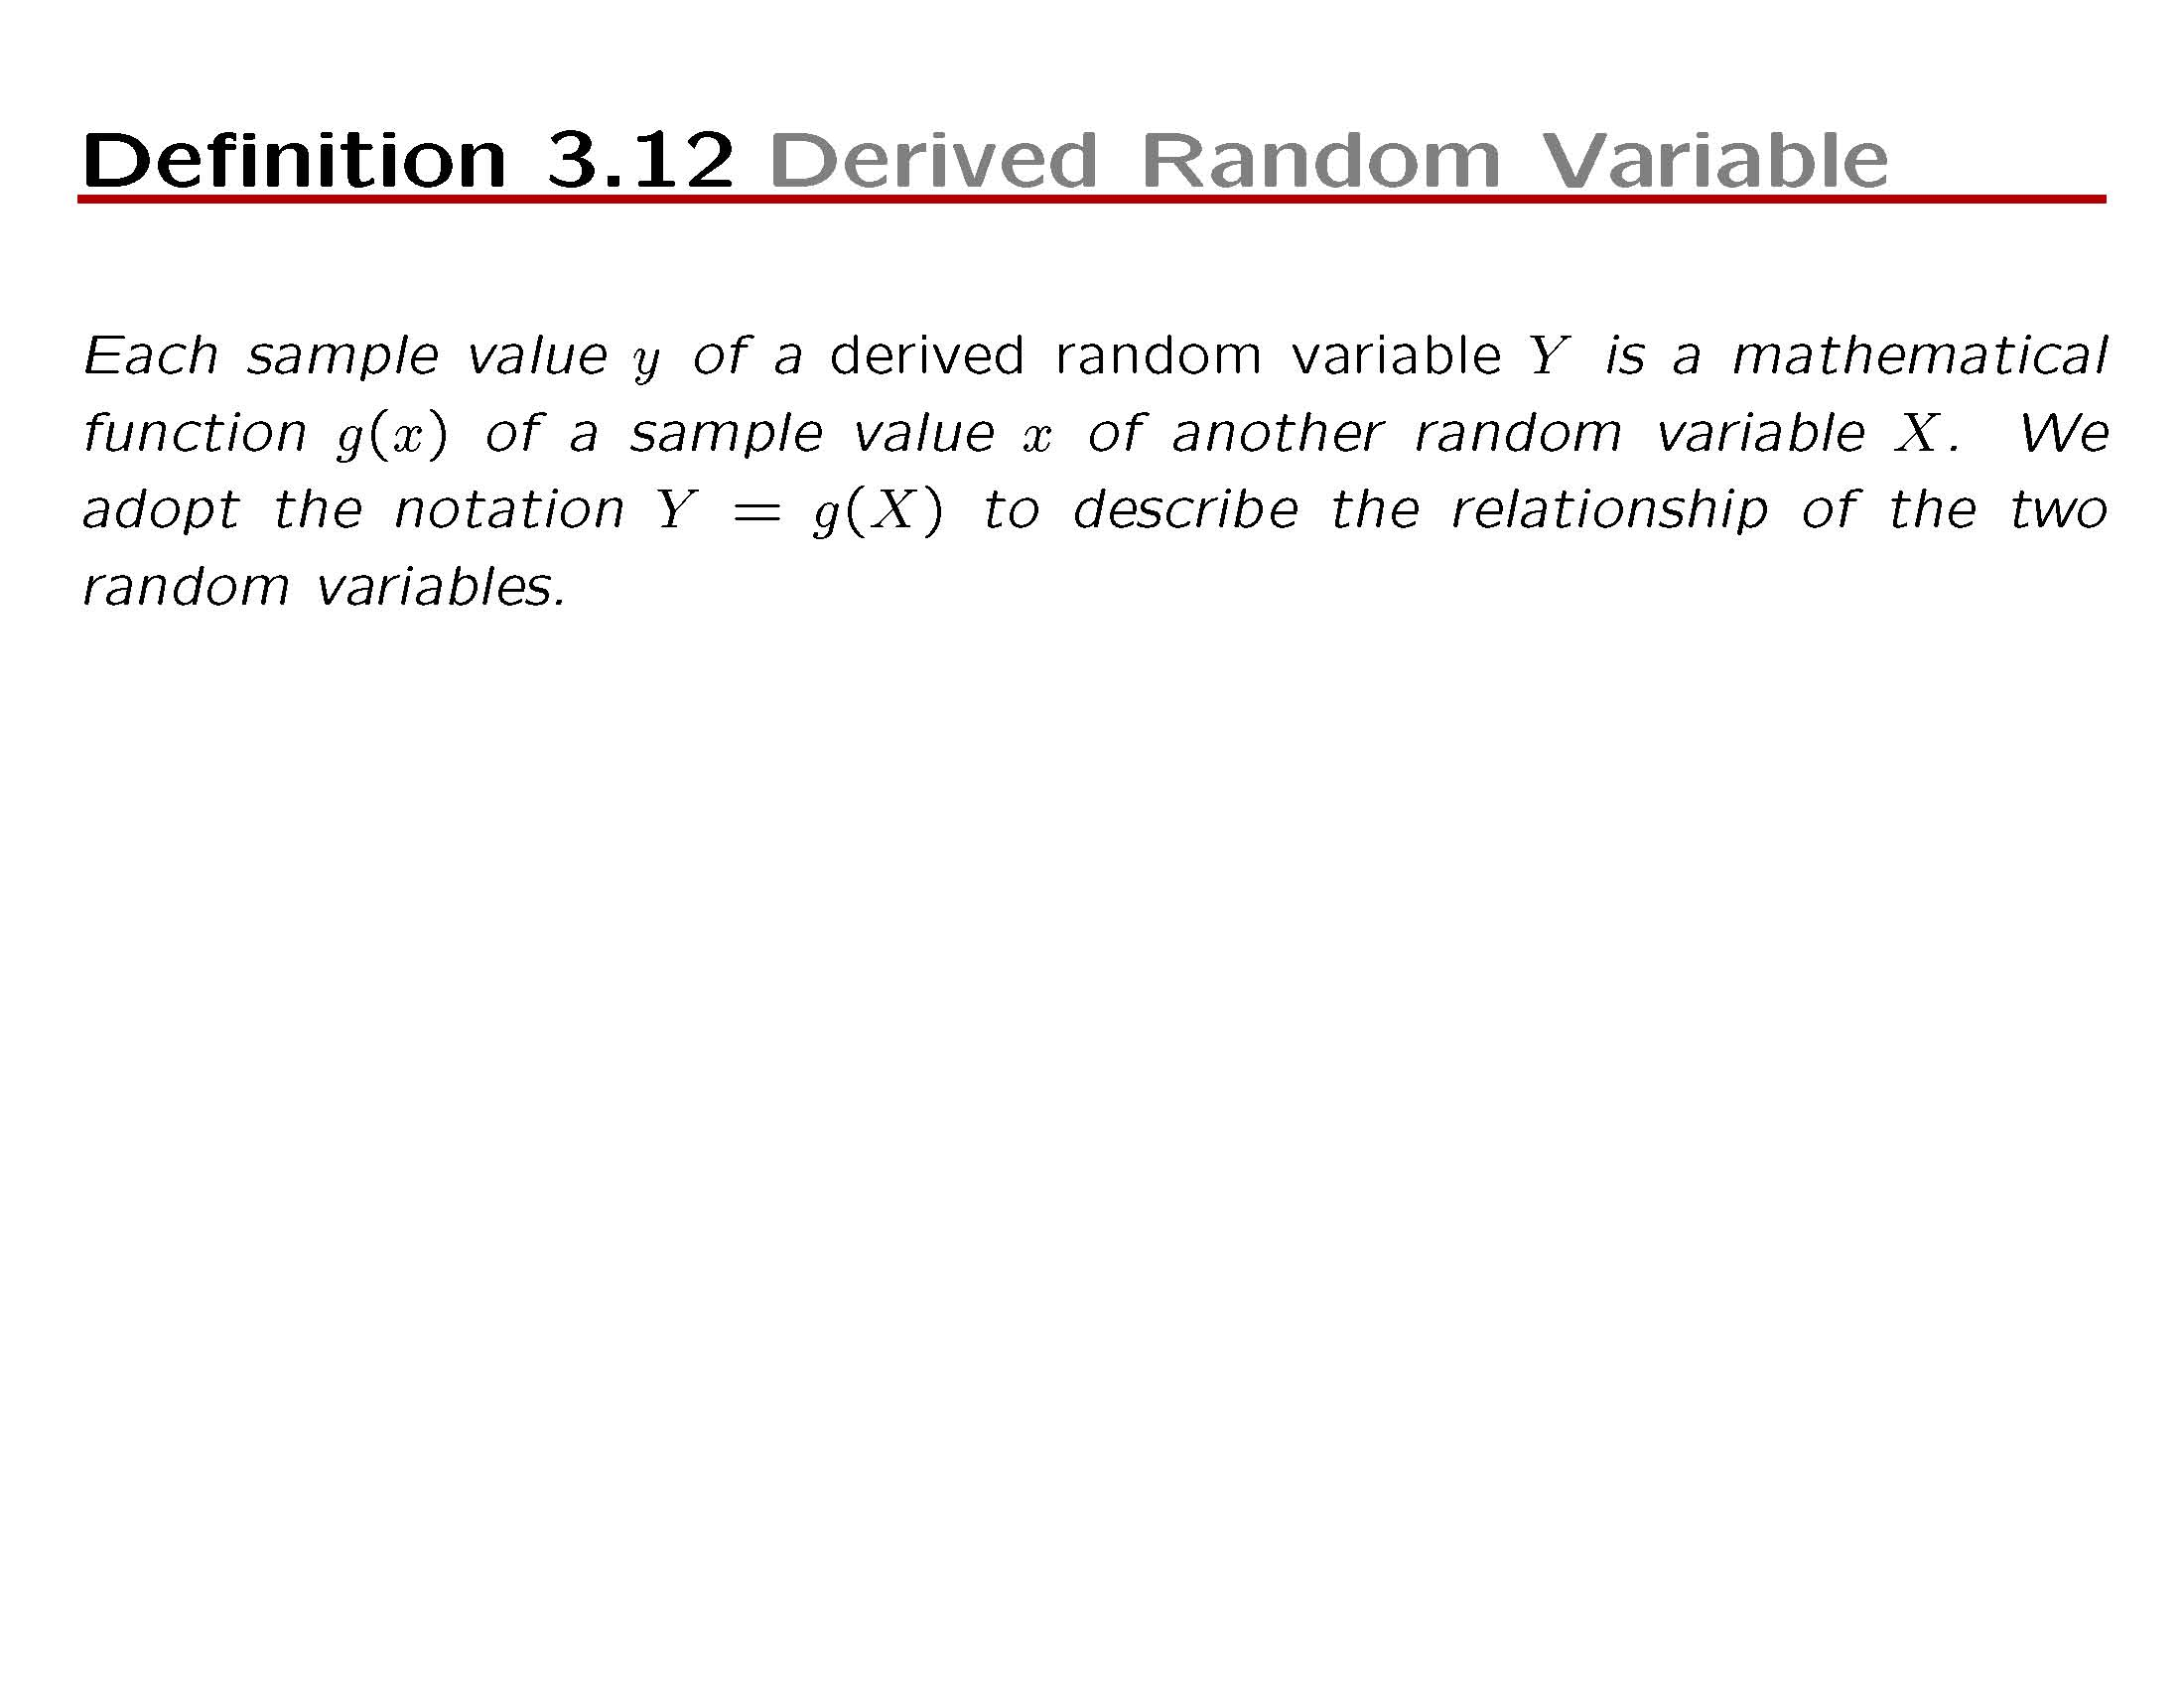 Definition 3.12 Derived Random Variable
Each sample value y of a derived random variable Y is a mathematical
function g(x) of a sample value x of another random variable X. We
adopt the notation Y = g(X) to describe the relationship of the two
random variables.